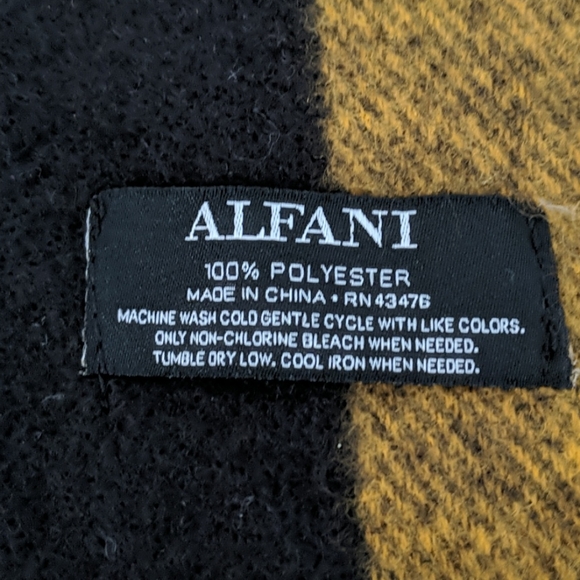 ALFANI
100% POLYESTER
MADE IN CHINA • RN 43476
MACHINE WASH COLD GENTLE CYCLE WITH LIKE COLORS.
ONLY NON-CHLORINE BLEACH WHEN NEEDED.
TUMBLE DRY LOW. COOL IRON WHEN NEEDED.